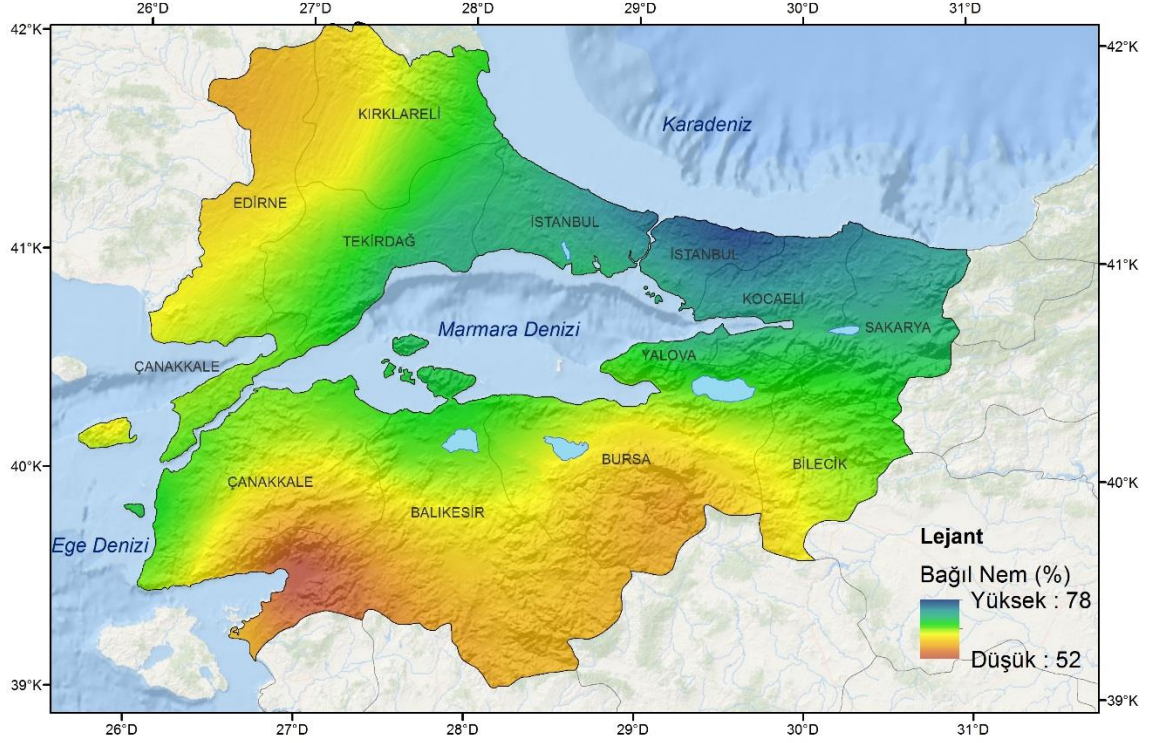 26°D 27°D 28°D 29°D 30°D 31°D
42°K
42°K
KIRKLARELİ
Karadeniz
EDİRNE
İSTANBUL
TEKİRDAĞ
41°K
İSTANBUL
41°K
KOCAELİ
Marmara Denizi
SAKARYA
YALOVA
ÇANAKKALE
40°K
BURSA
BİLECİK
40°K
ÇANAKKALE
BALIKESİR
Ege Denizi
Lejant
Bağıl Nem (%)
Yüksek : 78
Düşük : 52
39°K
39°K
26°D 27°D 28°D 29°D 30°D 31°D